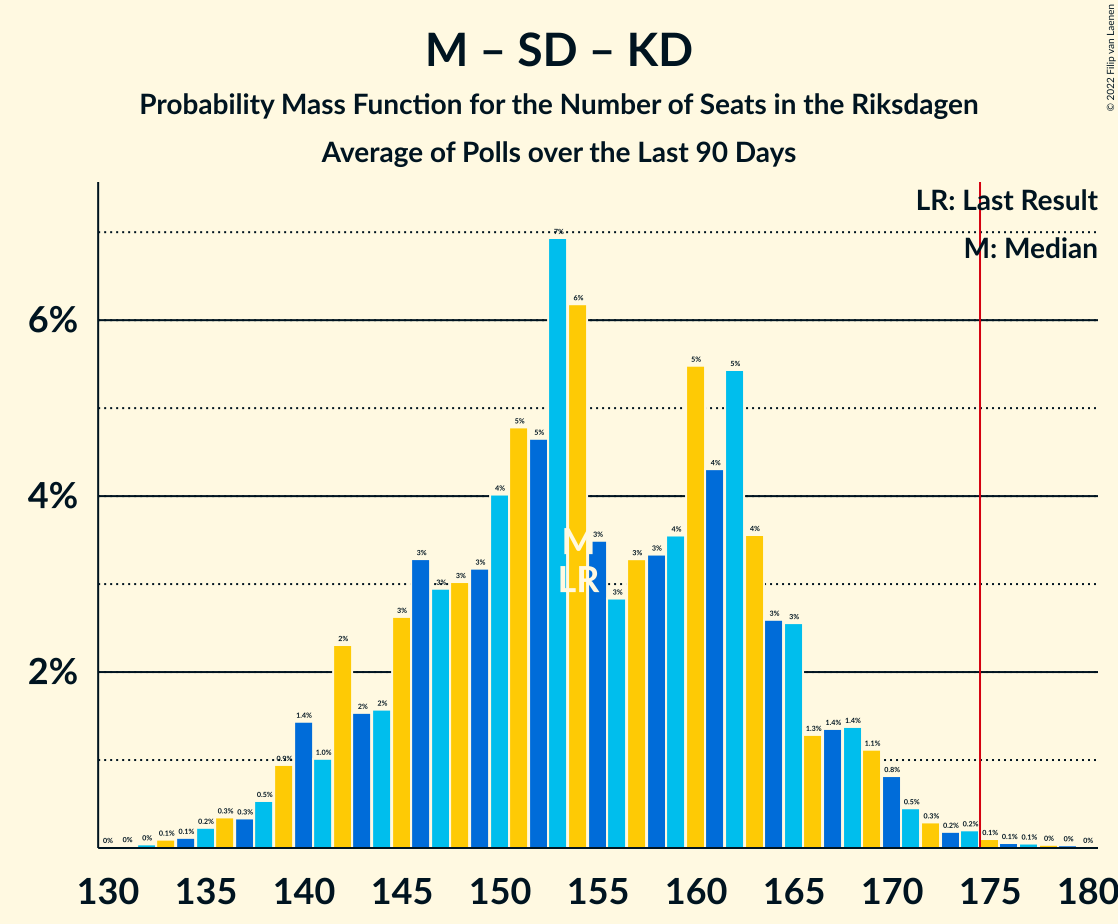 M – SD – KD
Probability Mass Function for the Number of Seats in the Riksdagen
Average of Polls over the Last 90 Days
© 2022 Filip van Laenen
LR: Last Result
M: Median
6%
4%
2%
0% 0% 0% 0.1% 0.1% 0.2% 0.3% 0.3% 0.5% 0.9% 1.4% 1.0% 2% 2% 2% 3% 3% 3% 3% 3% 4% 5% 5% 7% 6% 3% 3% 3% 3% 4% 5% 4% 5% 4% 3% 3% 1.3% 1.4% 1.4% 1.1% 0.8% 0.5% 0.3% 0.2% 0.2% 0.1% 0.1% 0.1% 0% 0% 0%
M
LR
130 135 140 145 150 155 160 165 170 175 180